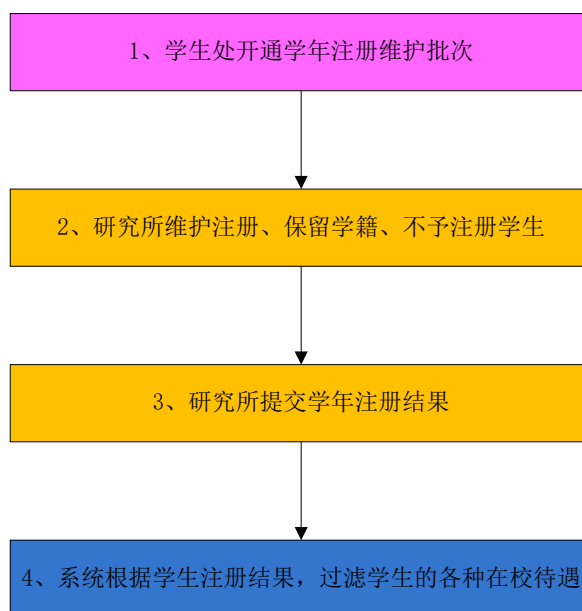 1、学生处开通学年注册维护批次
2、研究所维护注册、保留学籍、不予注册学生
3、研究所提交学年注册结果
4、系统根据学生注册结果，过滤学生的各种在校待遇